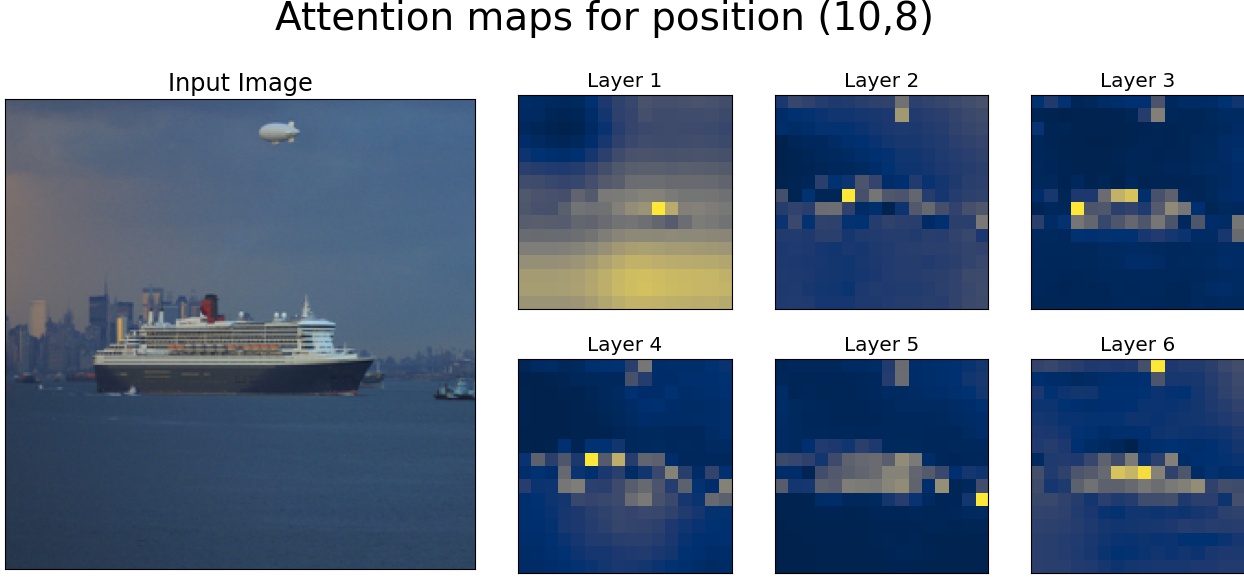 Attention maps for position (10,8)
Input Image
Layer 1
Layer 2
Layer 3
Layer 4
Layer 5
Layer 6